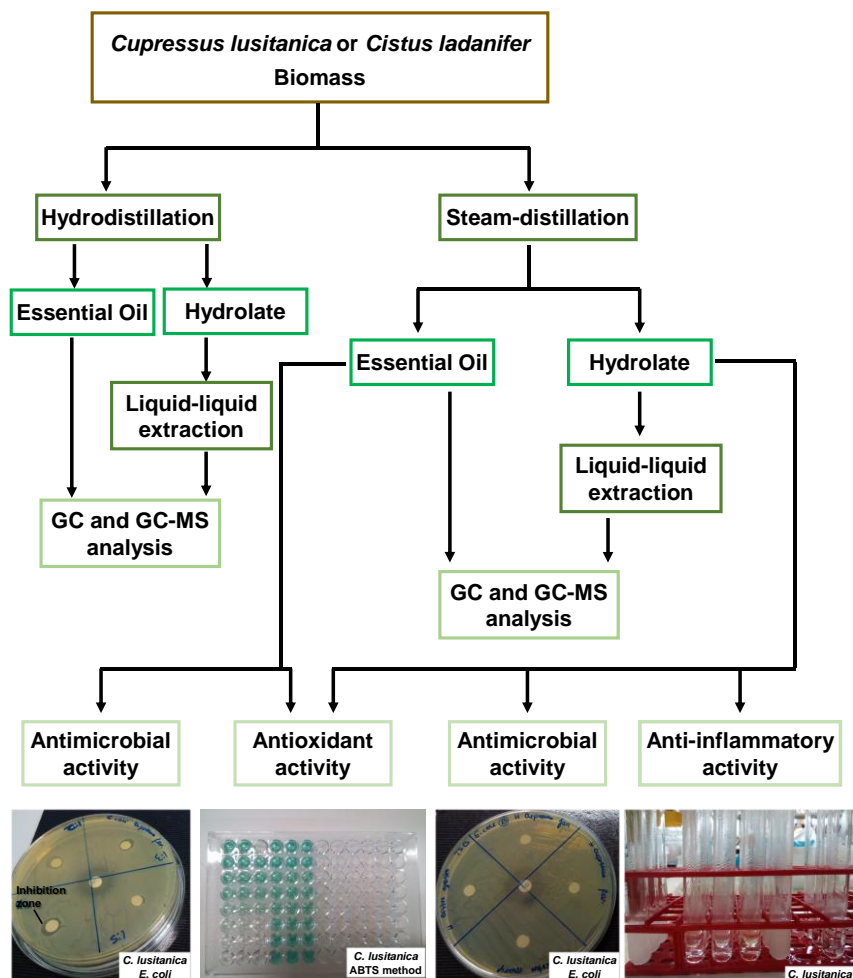 Cupressus lusitanica or Cistus ladanifer
Biomass
Hydrodistillation
Steam-distillation
Essential Oil
Hydrolate
Essential Oil
Hydrolate
Liquid-liquid
extraction
Liquid-liquid
extraction
GC and GC-MS
analysis
GC and GC-MS
analysis
Antimicrobial
activity
Antioxidant
activity
Antimicrobial
activity
Anti-inflammatory
activity
Inhibition
zone
C. lusitanica
E. coli
C. lusitanica
ABTS method
C. lusitanica
E. coli
C. lusitanica